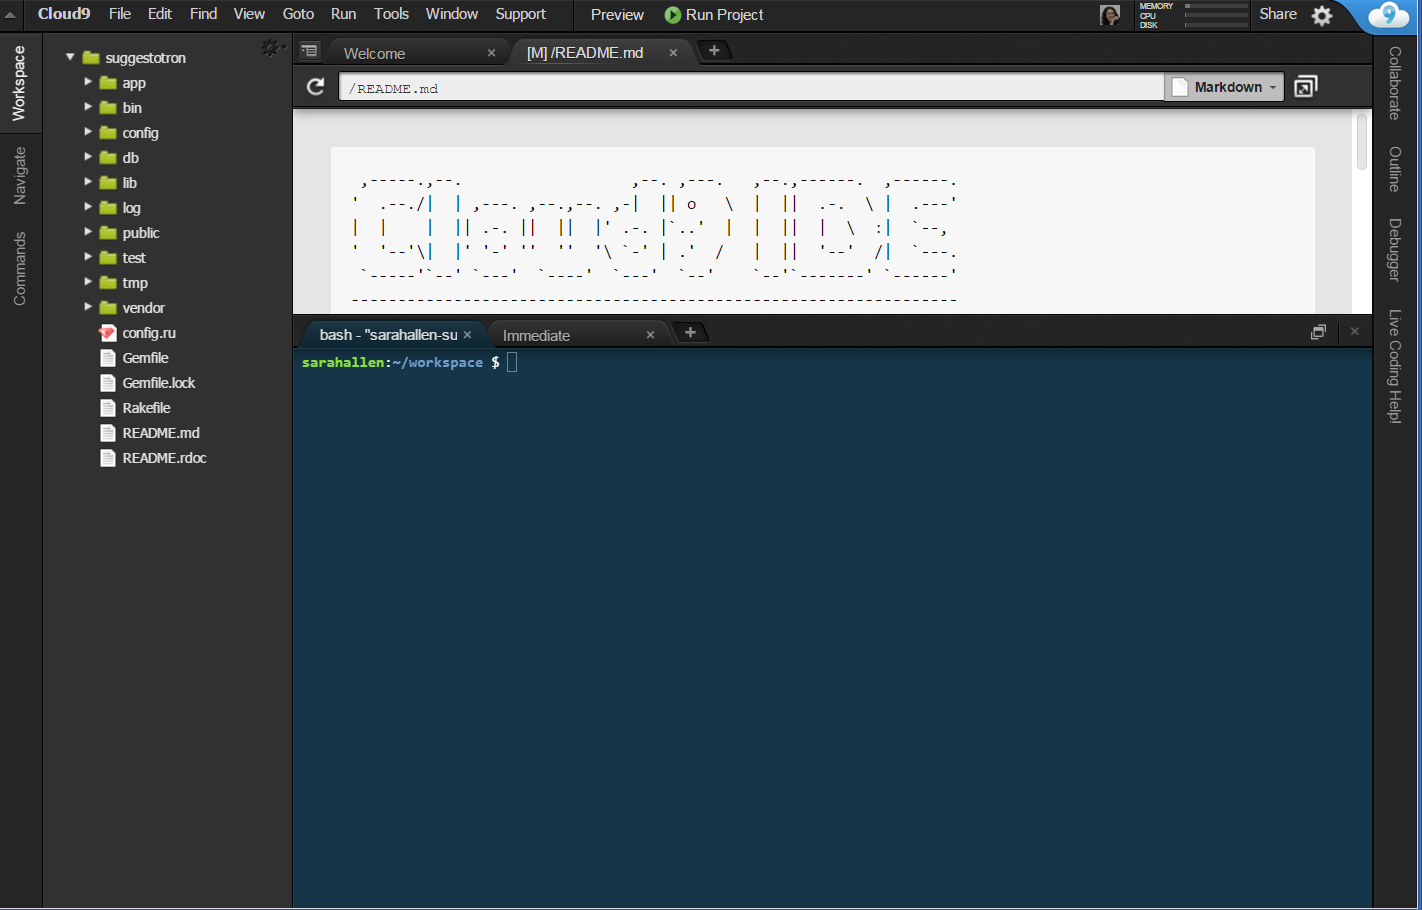 Cloud9 File Edit Find View Goto Run Tools Window Support Preview Run Project MEMORY CPU DISK Share 9
Workspace
Navigate
Commands
suggestotron
app
bin
config
db
lib
log
public
test
tmp
vendor
config.ru
Gemfile
Gemfile.lock
Rakefile
README.md
README.rdoc
Welcome [M] /README.md
/README.md Markdown
 ,-----.,--.                  ,--. ,---.   ,--.,------.  ,------.
'  .--./|  | ,---. ,--.,--. ,-|  || o   \  |  ||  .-.  \ |  .---'
|  |    |  || .-. ||  ||  |' .-. |`..'  |  |  ||  |  \  :|  `--,
'  '--'\|  |' '-' ''  ''  '\ `-' | .'  /   |  ||  '--'  /|  `---.
 `-----'`--' `---'  `----'  `---'  `--'    `--'`-------' `------'
-----------------------------------------------------------------
bash - "sarahallen-su Immediate
sarahallen:~/workspace $
Collaborate
Outline
Debugger
Live Coding Help!